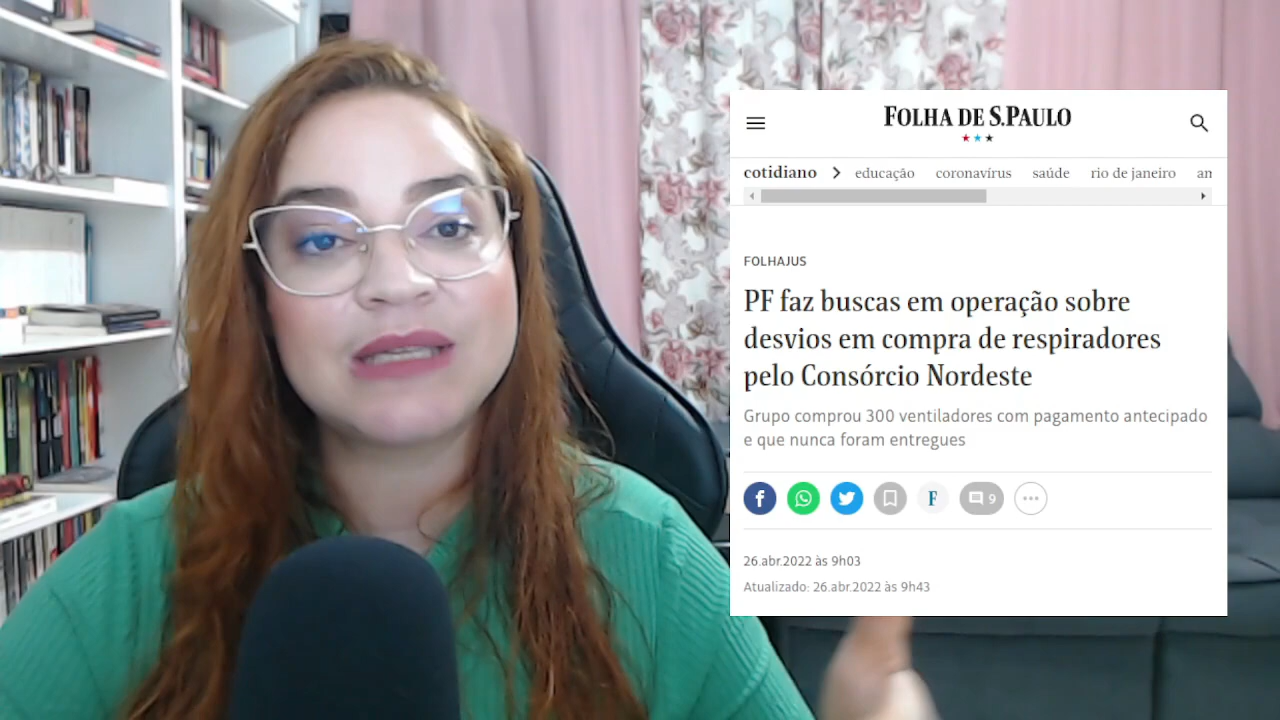 FOLHA DE S.PAULO
cotidiano educação coronavírus saúde rio de janeiro am
FOLHAJUS
PF faz buscas em operação sobre
desvios em compra de respiradores
pelo Consórcio Nordeste
Grupo comprou 300 ventiladores com pagamento antecipado
e que nunca foram entregues
F 9
26.abr.2022 às 9h03
Atualizado: 26.abr.2022 às 9h43